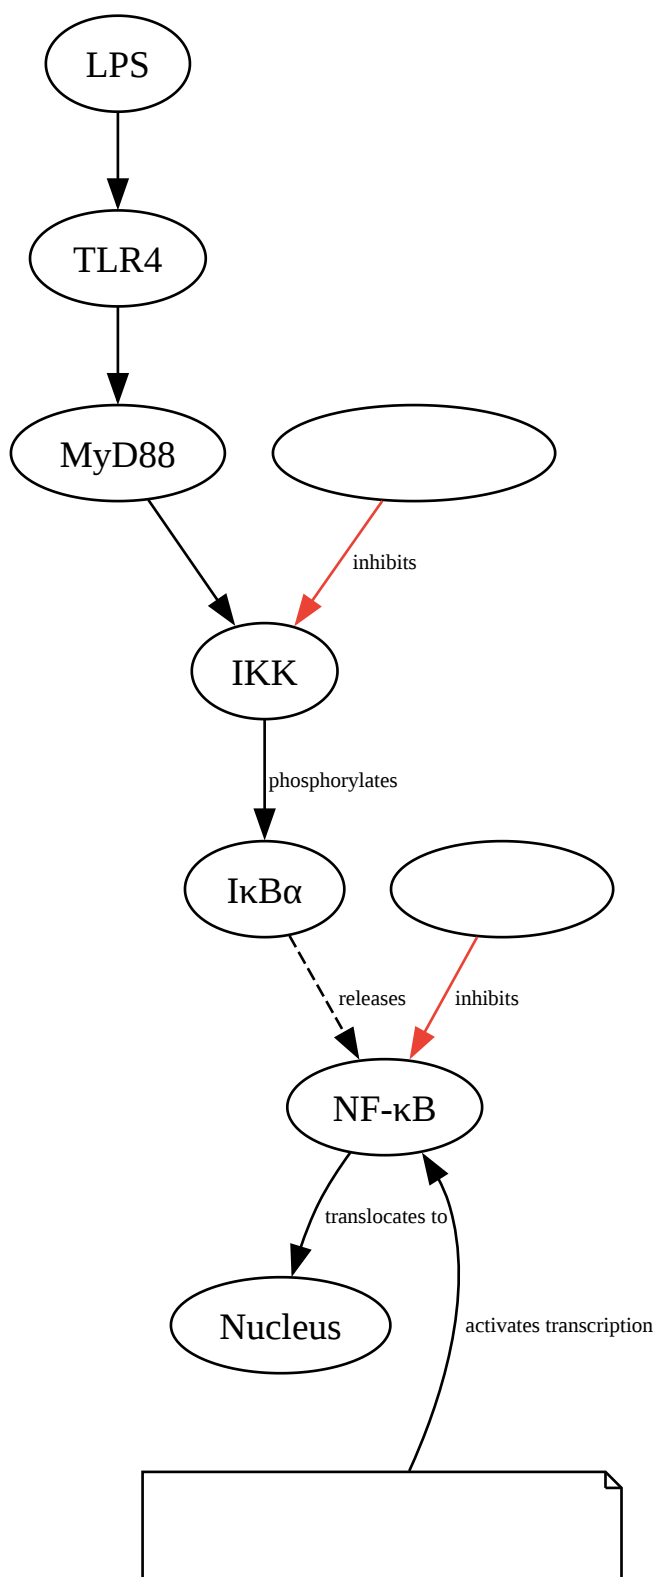 LPS
TLR4
MyD88
inhibits
IKK
phosphorylates
IκBα
releases
inhibits
NF-κB
translocates to
Nucleus
activates transcription